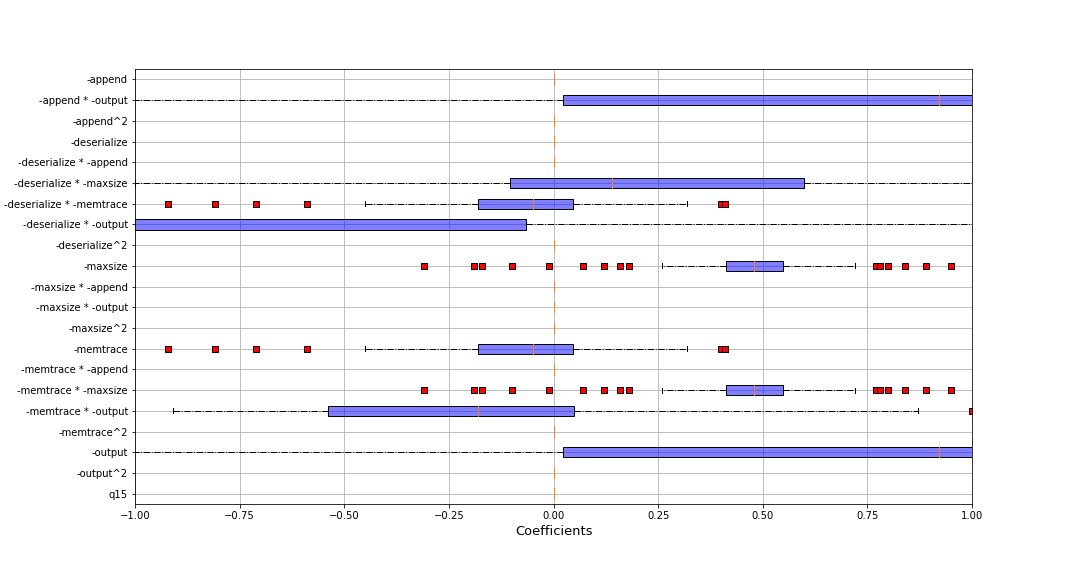 -append
-append * -output
-append^2
-deserialize
-deserialize * -append
-deserialize * -maxsize
-deserialize * -memtrace
-deserialize * -output
-deserialize^2
-maxsize
-maxsize * -append
-maxsize * -output
-maxsize^2
-memtrace
-memtrace * -append
-memtrace * -maxsize
-memtrace * -output
-memtrace^2
-output
-output^2
q15
−1.00 −0.75 −0.50 −0.25 0.00 0.25 0.50 0.75 1.00
Coefficients